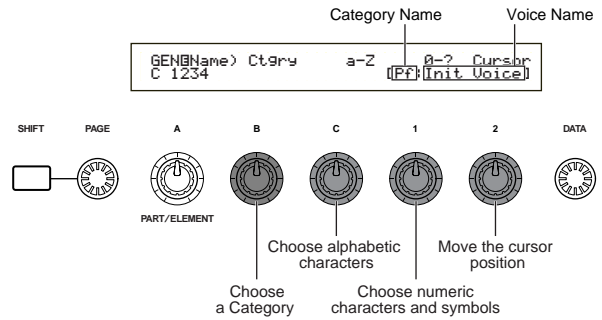 Category Name Voice Name
GEN Name) Ctgry a-Z 0-? Cursor
C 1234 [Pf:Init Voice]
SHIFT PAGE A B C 1 2 DATA
PART/ELEMENT
Choose alphabetic characters
Move the cursor position
Choose a Category
Choose numeric characters and symbols